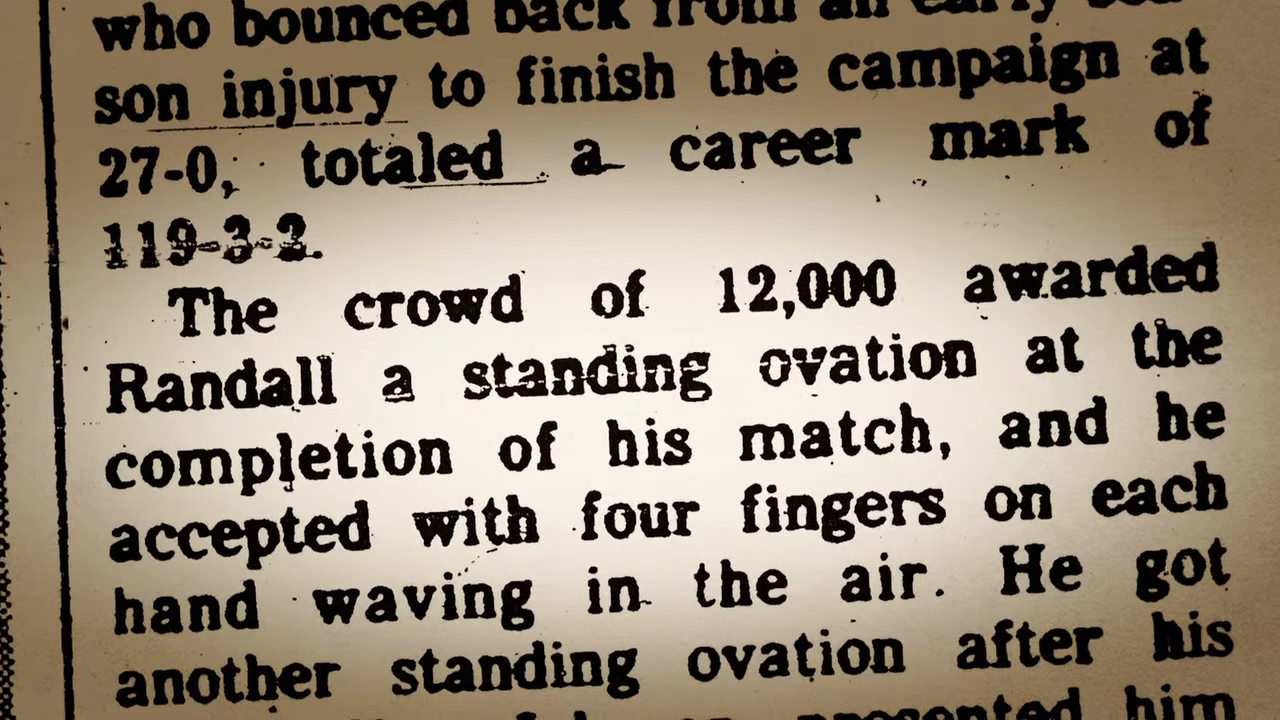 who bounced back from an early sea-
son injury to finish the campaign at
27-0, totaled a career mark of
119-3-2.
The crowd of 12,000 awarded
Randall a standing ovation at the
completion of his match, and he
accepted with four fingers on each
hand waving in the air. He got
another standing ovation after his
presented him